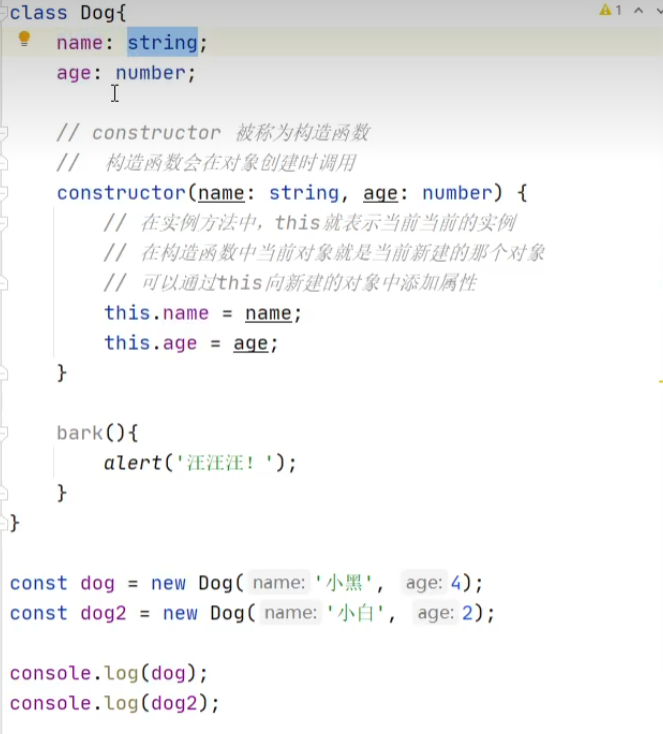 1
class Dog{
    name: string;
    age: number;
    // constructor 被称为构造函数
    //  构造函数会在对象创建时调用
    constructor(name: string, age: number) {
        // 在实例方法中，this就表示当前当前的实例
        // 在构造函数中当前对象就是当前新建的那个对象
        // 可以通过this向新建的对象中添加属性
        this.name = name;
        this.age = age;
    }
    bark(){
        alert('汪汪汪！');
    }
}
const dog = new Dog( name: '小黑', age: 4);
const dog2 = new Dog( name: '小白', age: 2);
console.log(dog);
console.log(dog2);